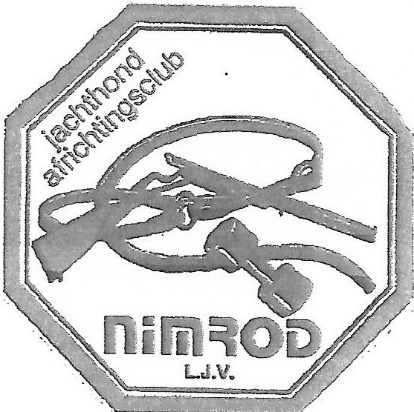 jachthond
africhtingsclub
NiMROD
L.J.V.